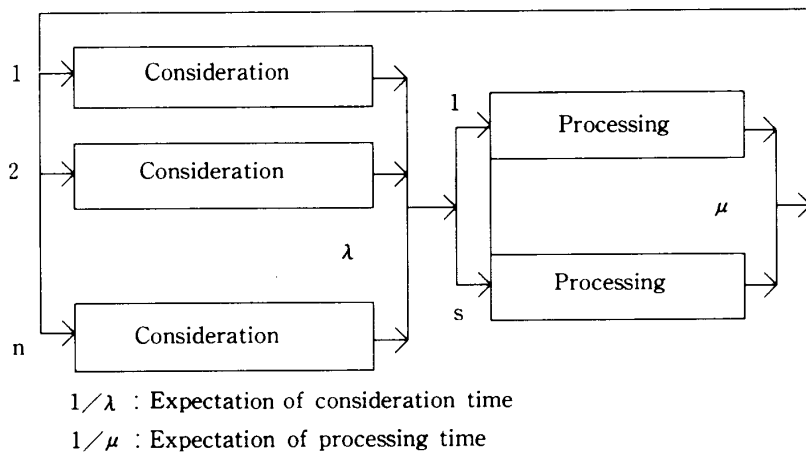 1 Consideration
2 Consideration
n Consideration
λ
1 Processing
μ
s Processing
1/λ : Expectation of consideration time
1/μ : Expectation of processing time